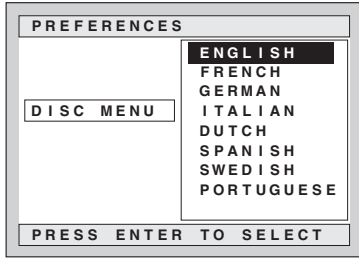 PREFERENCES
ENGLISH
FRENCH
GERMAN
DISC MENU
ITALIAN
DUTCH
SPANISH
SWEDISH
PORTUGUESE
PRESS ENTER TO SELECT